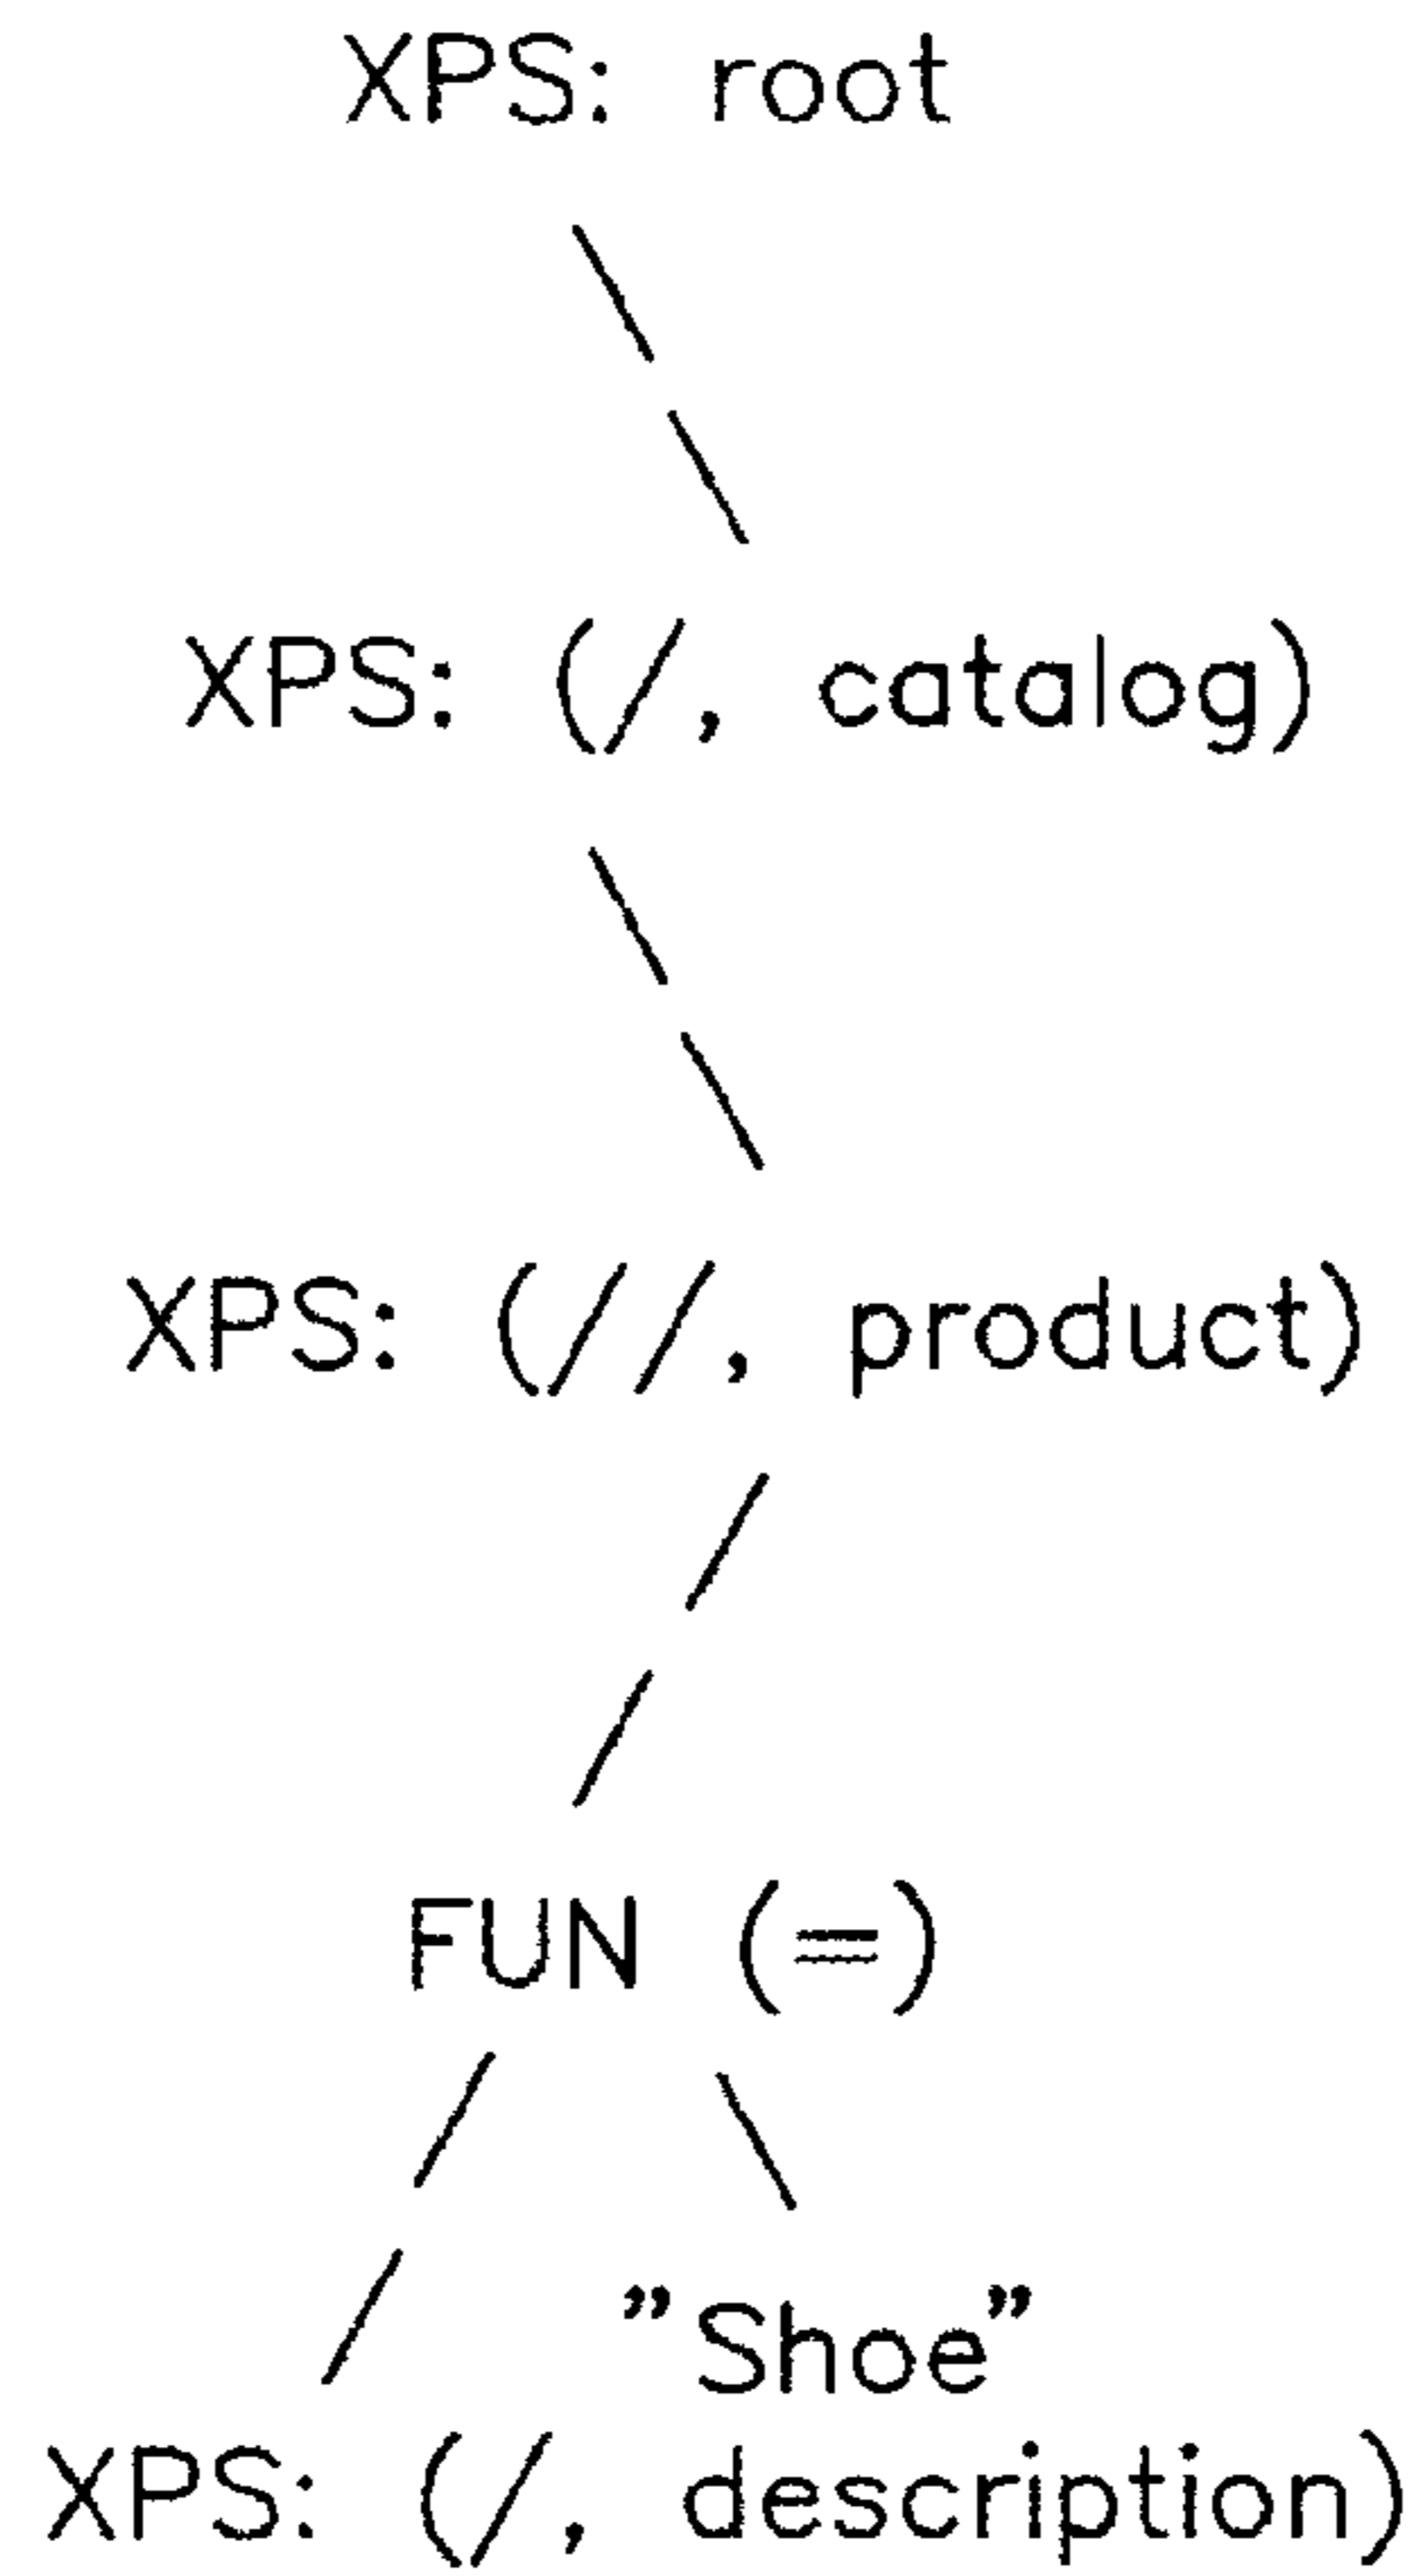 XPS: root
XPS: (/, catalog)
XPS: (//, product)
FUN (=)
”Shoe”
XPS: (/, description)